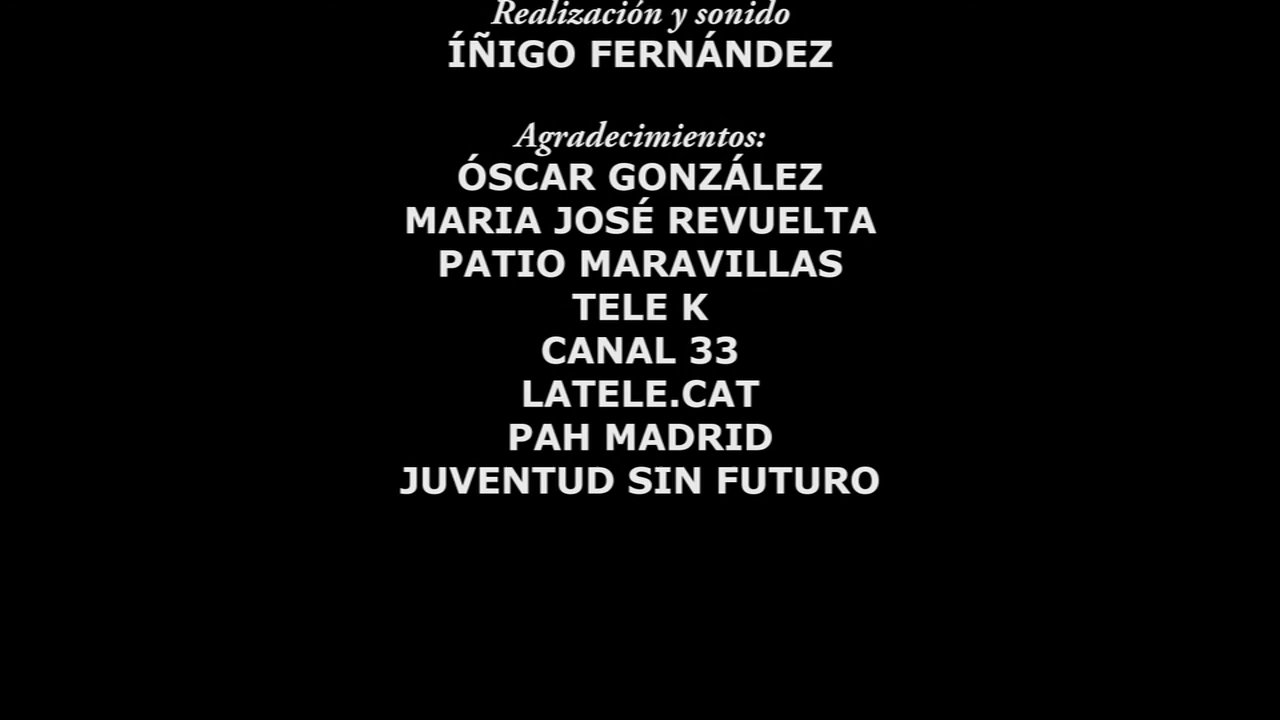 Realización y sonido
ÍÑIGO FERNÁNDEZ
Agradecimientos:
ÓSCAR GONZÁLEZ
MARIA JOSÉ REVUELTA
PATIO MARAVILLAS
TELE K
CANAL 33
LATELE.CAT
PAH MADRID
JUVENTUD SIN FUTURO